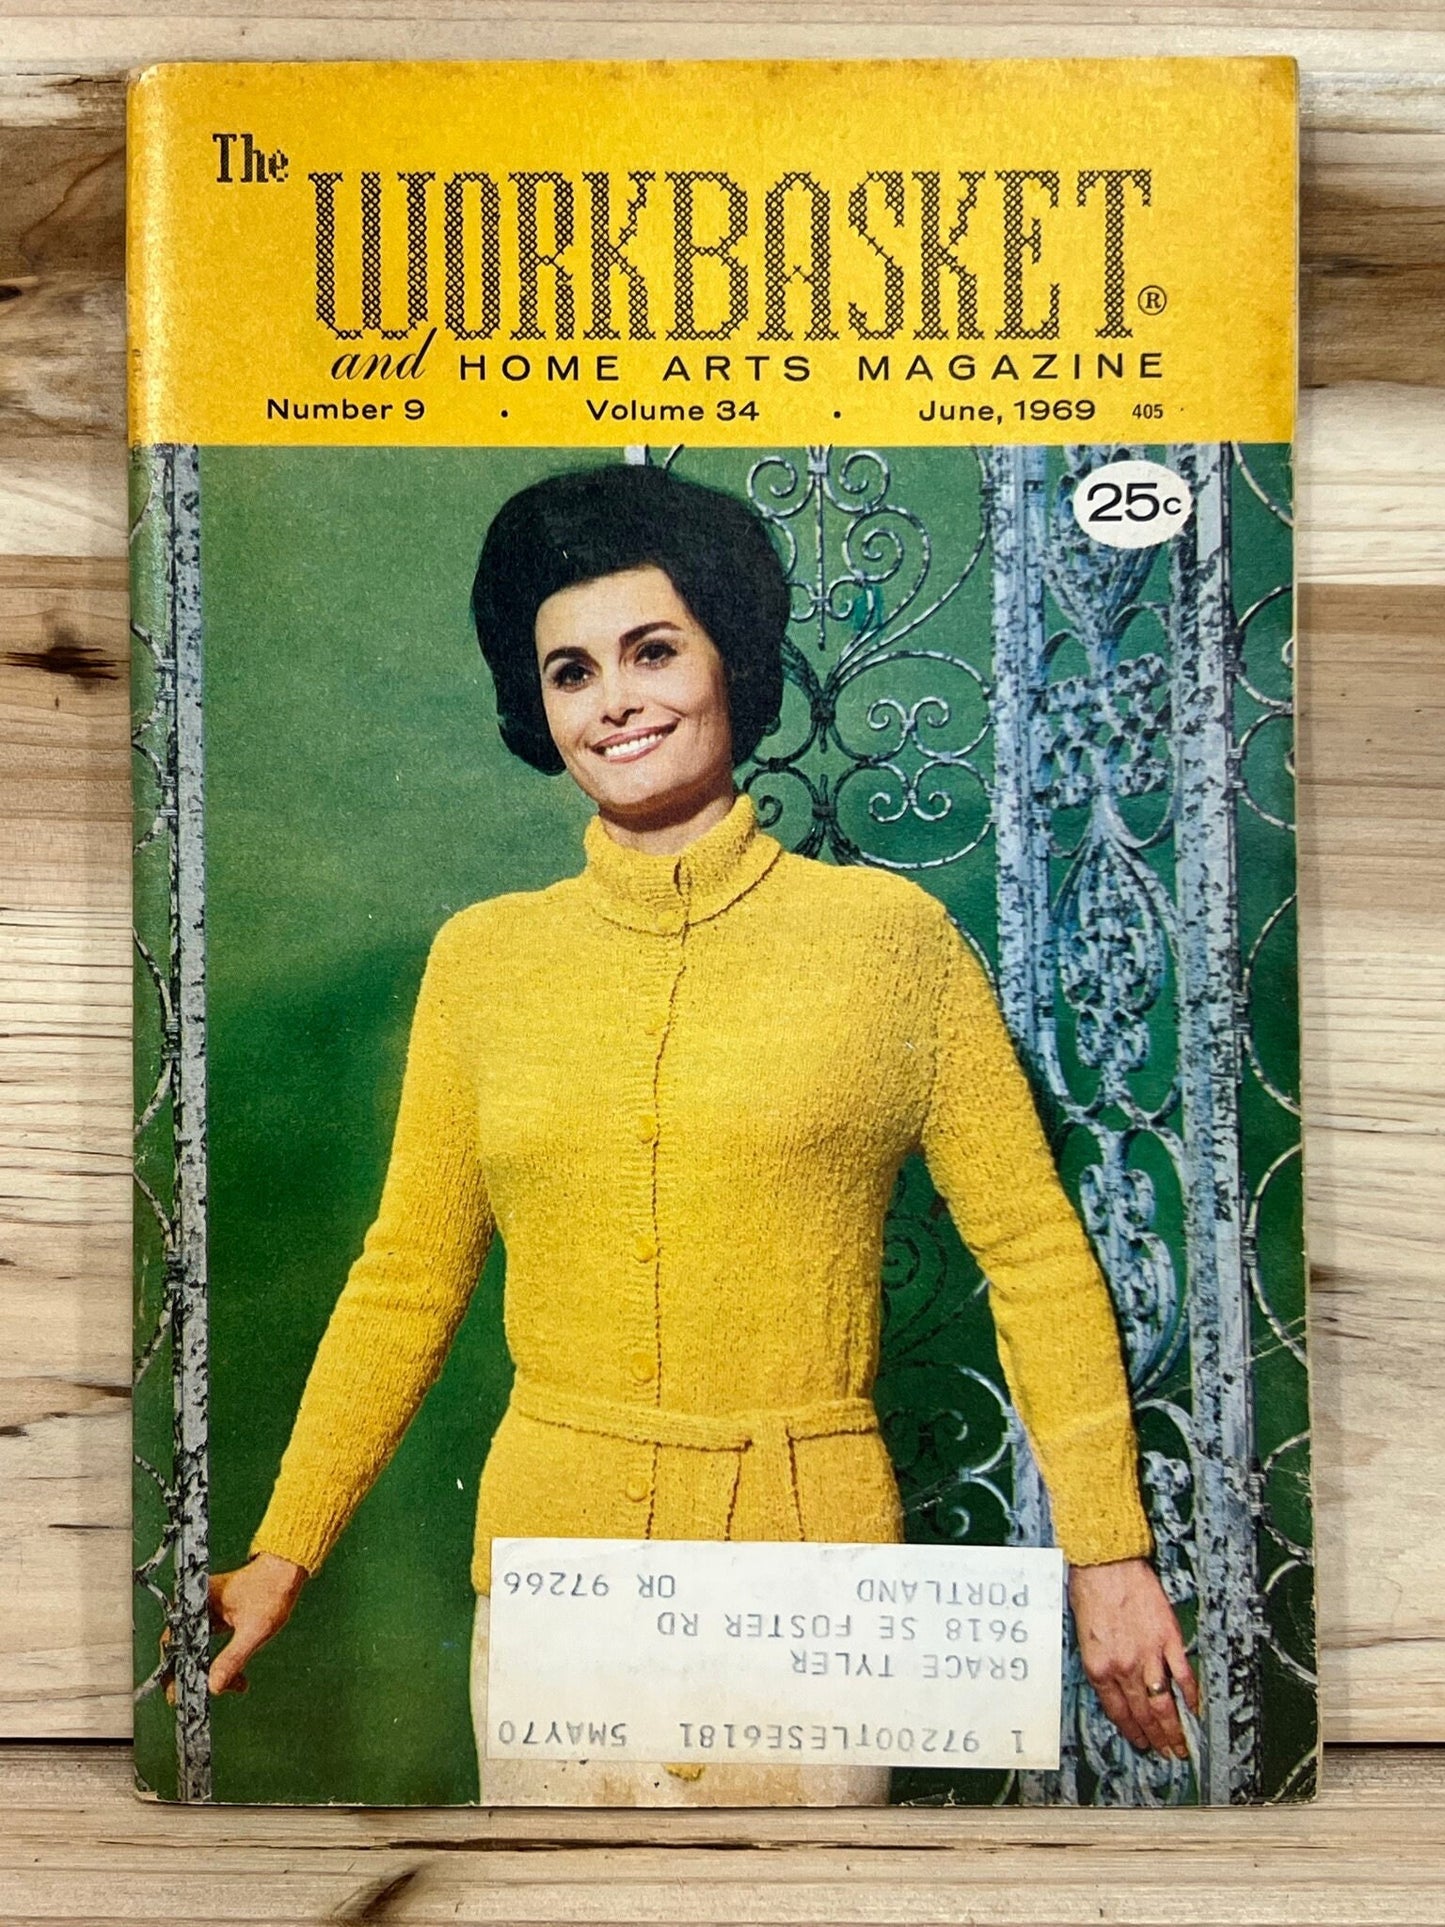 The
WORKBASKET®
and HOME ARTS MAGAZINE
Number 9 • Volume 34 • June, 1969 405
25c
1 97200TLESE6181 5MAY70
GRACE TYLER
9618 SE FOSTER RD
PORTLAND OR 97266